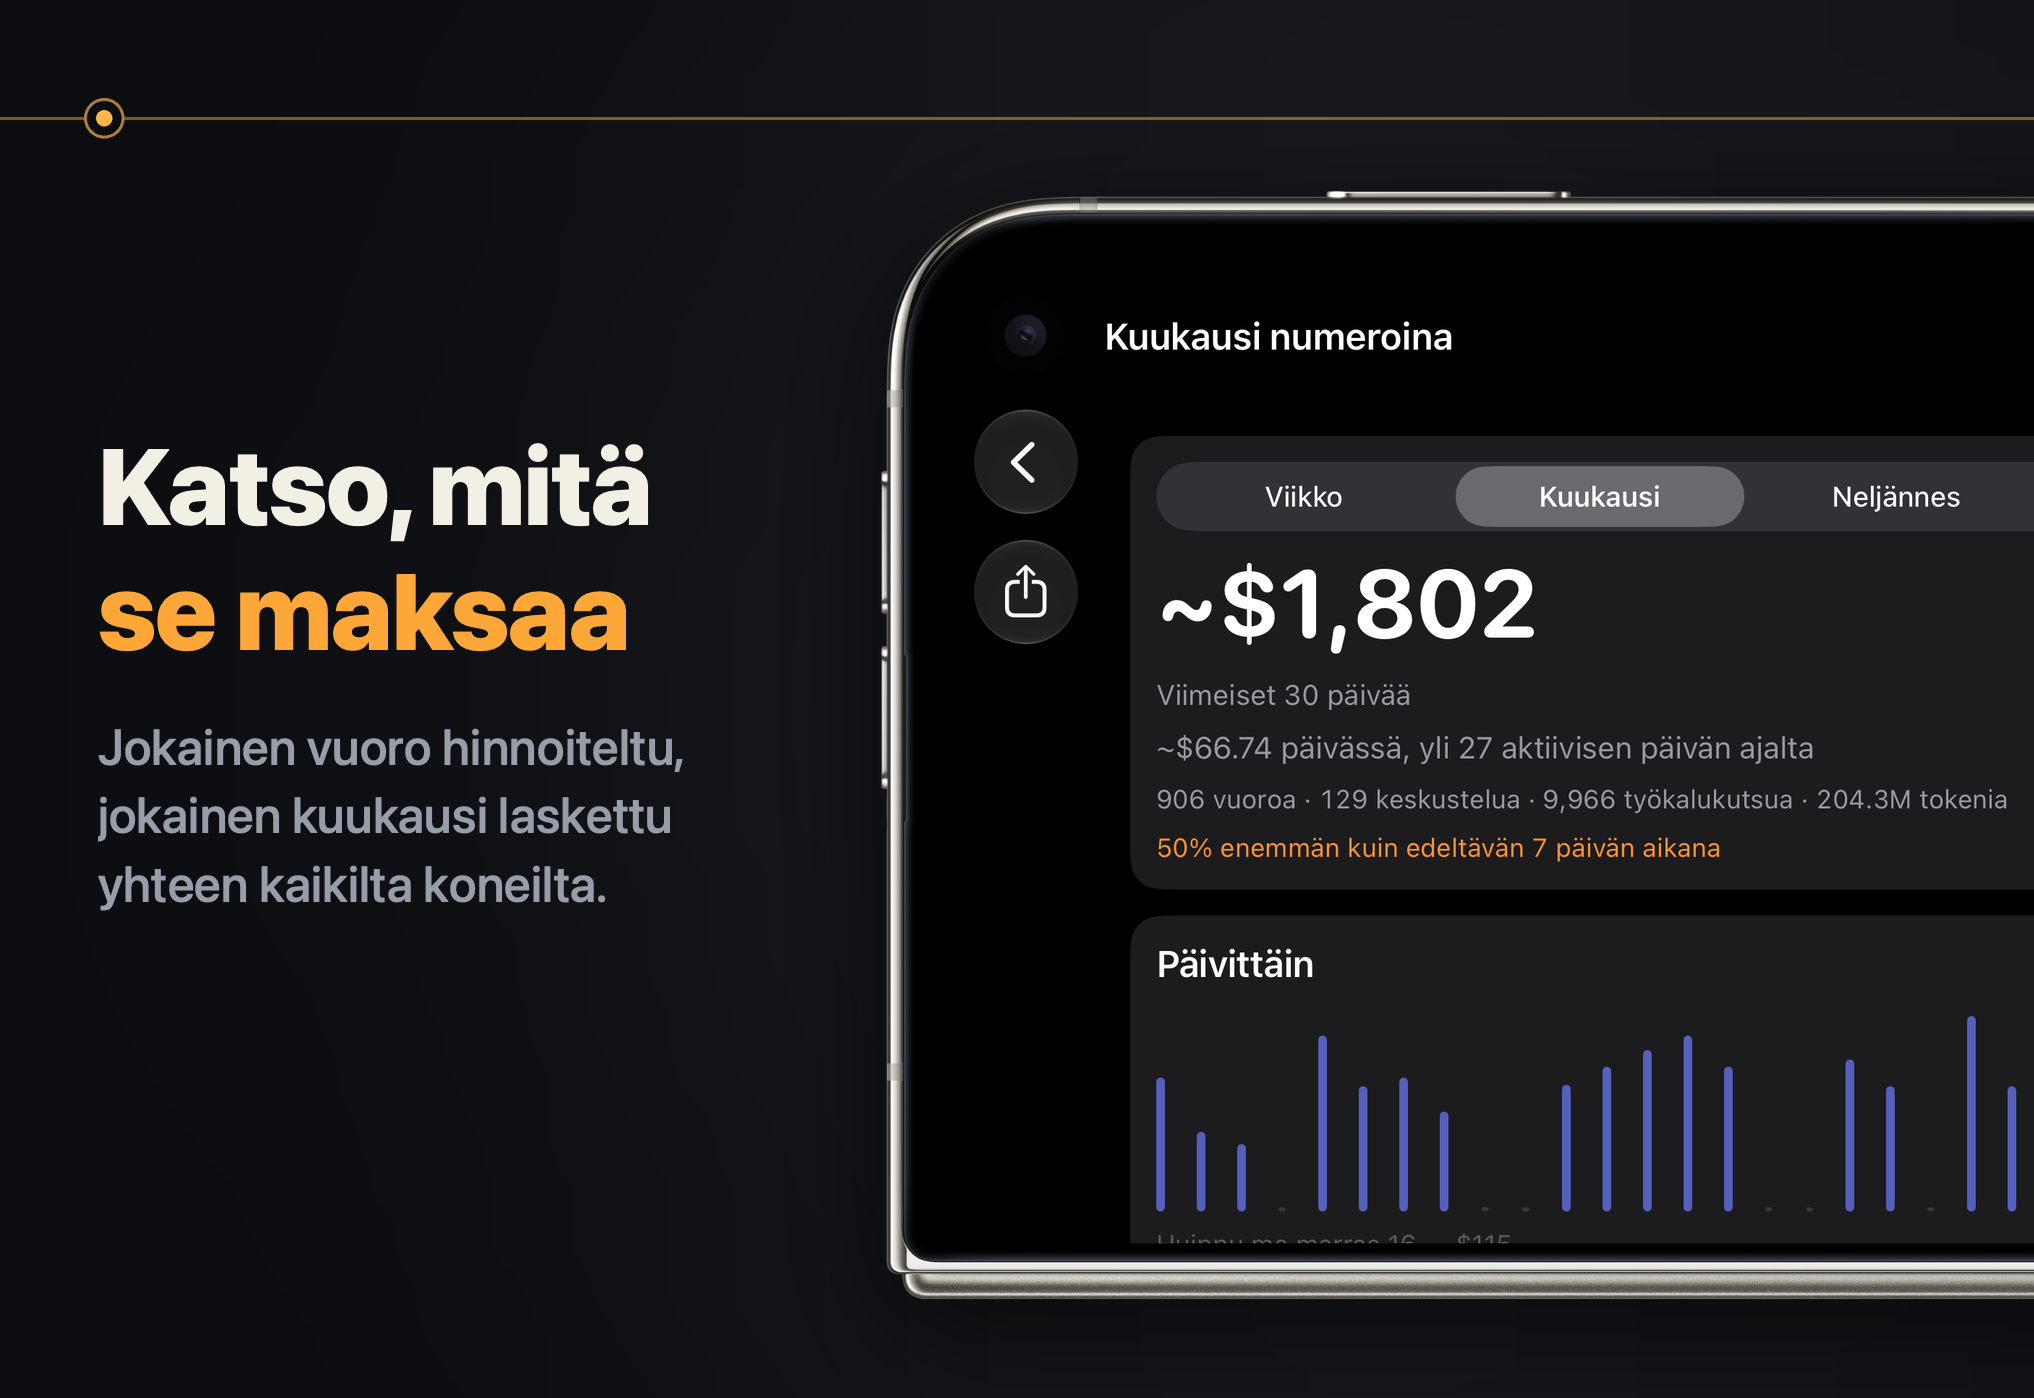 Katso, mitä
se maksaa
Jokainen vuoro hinnoiteltu,
jokainen kuukausi laskettu
yhteen kaikilta koneilta.
Kuukausi numeroina
Viikko Kuukausi Neljännes
~$1,802
Viimeiset 30 päivää
~$66.74 päivässä, yli 27 aktiivisen päivän ajalta
906 vuoroa · 129 keskustelua · 9,966 työkalukutsua · 204.3M tokenia
50% enemmän kuin edeltävän 7 päivän aikana
Päivittäin